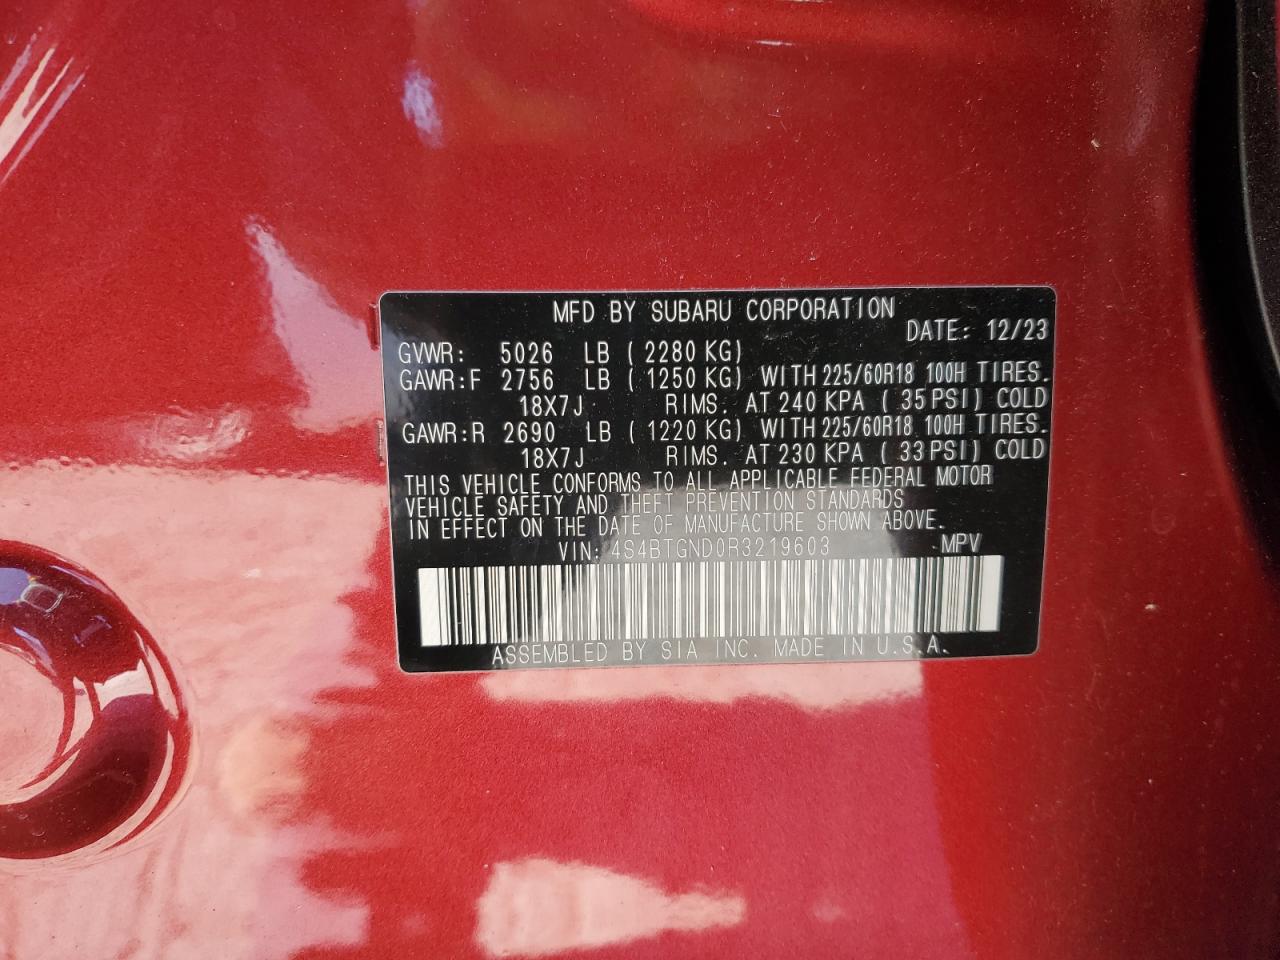 MFD BY SUBARU CORPORATION
DATE: 12/23
GVWR: 5026 LB (2280 KG)
GAWR:F 2756 LB (1250 KG) WITH 225/60R18 100H TIRES.
18X7J RIMS. AT 240 KPA (35 PSI) COLD
GAWR:R 2690 LB (1220 KG) WITH 225/60R18 100H TIRES.
18X7J RIMS. AT 230 KPA (33 PSI) COLD
THIS VEHICLE CONFORMS TO ALL APPLICABLE FEDERAL MOTOR
VEHICLE SAFETY AND THEFT PREVENTION STANDARDS
IN EFFECT ON THE DATE OF MANUFACTURE SHOWN ABOVE.
VIN: 4S4BTGND0R3219603 MPV
ASSEMBLED BY SIA INC. MADE IN U.S.A.